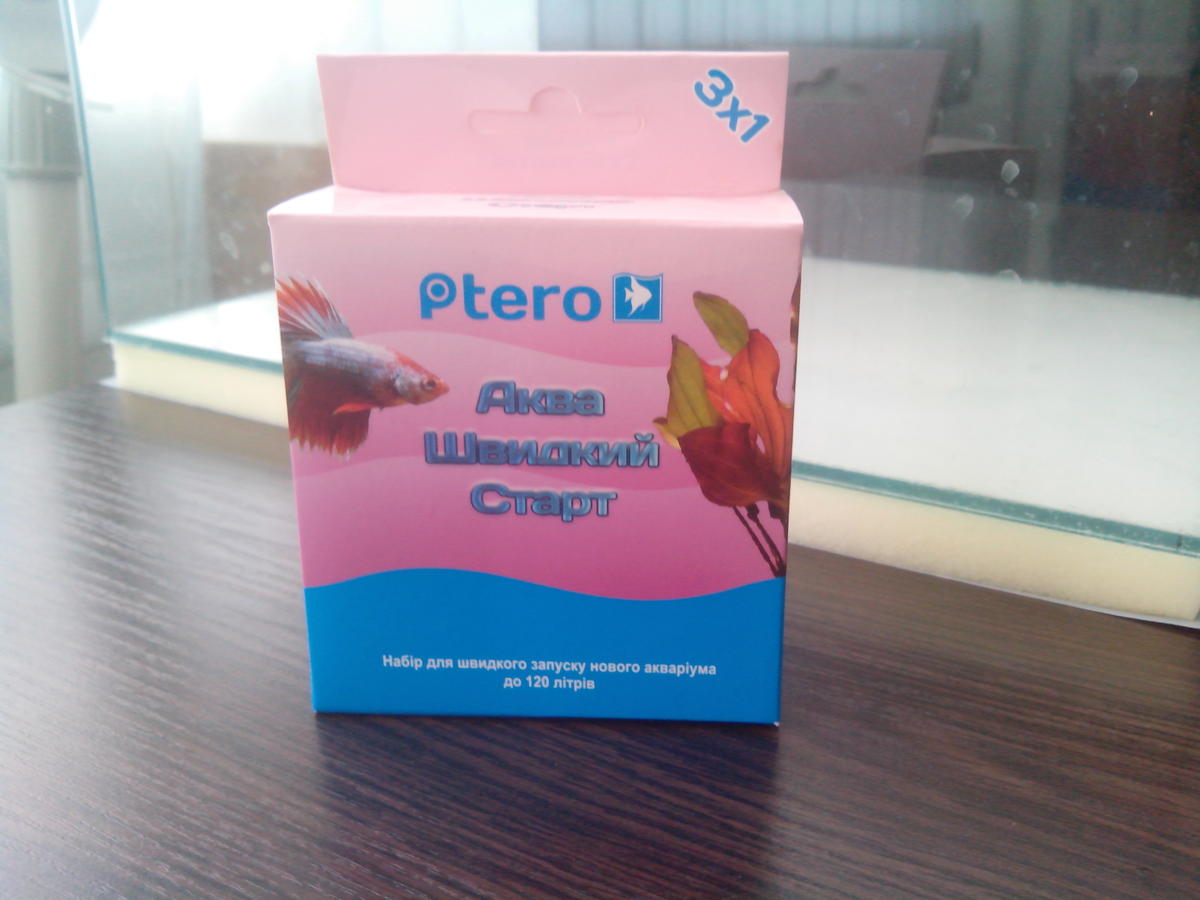 3x1
Ptero
Аква
Швидкий
Старт
Набір для швидкого запуску нового акваріума
до 120 літрів